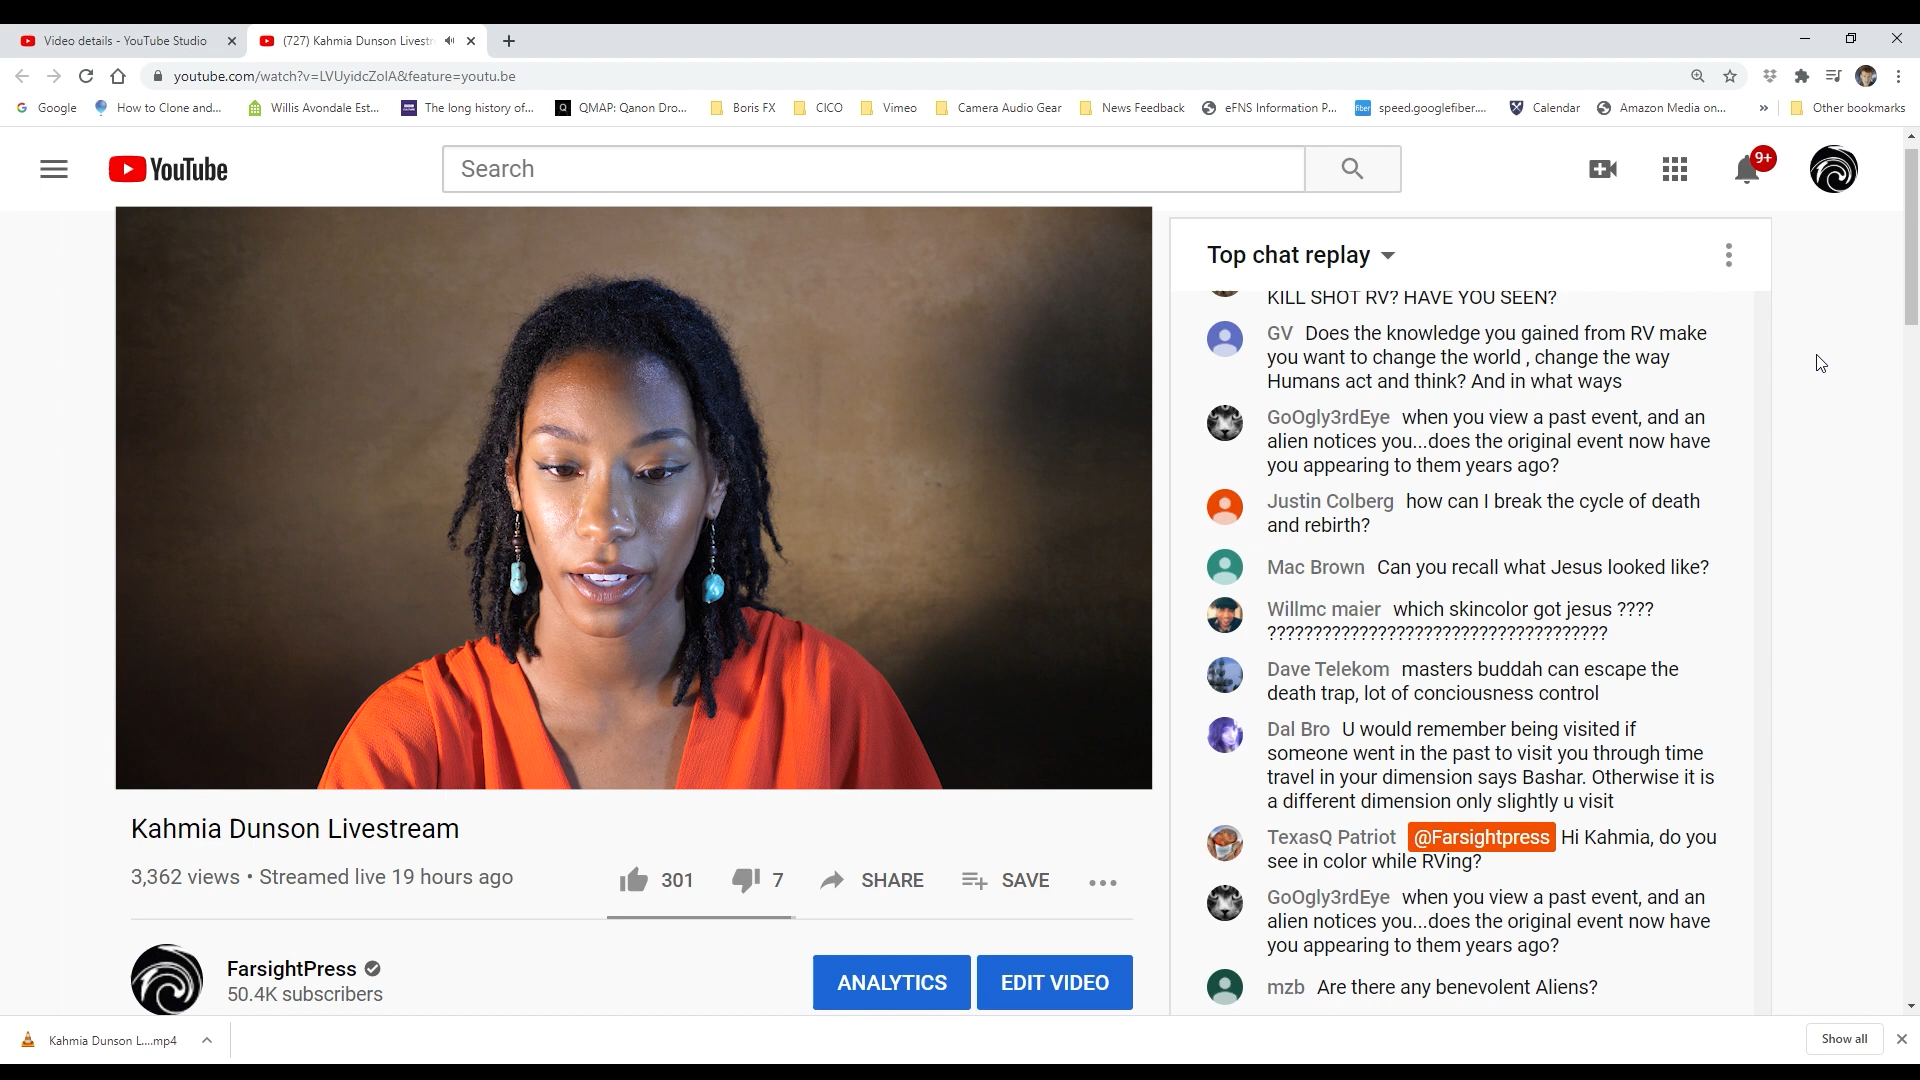 Video details - YouTube Studio
(727) Kahmia Dunson Livestr
youtube.com/watch?v=LVUyidcZolA&feature=youtu.be
Google
How to Clone and...
Willis Avondale Est...
The long history of...
QMAP: Qanon Dro...
Boris FX
CICO
Vimeo
Camera Audio Gear
News Feedback
eFNS Information P...
speed.googlefiber....
Calendar
Amazon Media on...
»
Other bookmarks
YouTube
Search
9+
Top chat replay
KILL SHOT RV? HAVE YOU SEEN?
GV Does the knowledge you gained from RV make
you want to change the world , change the way
Humans act and think? And in what ways
GoOgly3rdEye when you view a past event, and an
alien notices you...does the original event now have
you appearing to them years ago?
Justin Colberg how can I break the cycle of death
and rebirth?
Mac Brown Can you recall what Jesus looked like?
Willmc maier which skincolor got jesus ????
?????????????????????????????????????
Dave Telekom masters buddah can escape the
death trap, lot of conciousness control
Dal Bro U would remember being visited if
someone went in the past to visit you through time
travel in your dimension says Bashar. Otherwise it is
a different dimension only slightly u visit
TexasQ Patriot @Farsightpress Hi Kahmia, do you
see in color while RVing?
GoOgly3rdEye when you view a past event, and an
alien notices you...does the original event now have
you appearing to them years ago?
mzb Are there any benevolent Aliens?
Kahmia Dunson Livestream
3,362 views • Streamed live 19 hours ago
301
7
SHARE
SAVE
FarsightPress
50.4K subscribers
ANALYTICS
EDIT VIDEO
Kahmia Dunson L....mp4
Show all